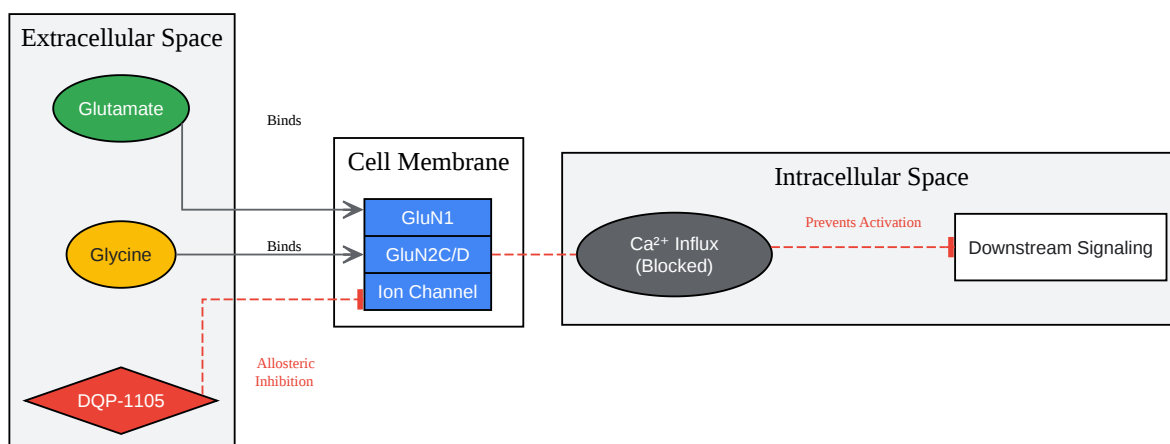 Extracellular Space
Glutamate
Binds
Glycine
Binds
DQP-1105
Allosteric
Inhibition
Cell Membrane
GluN1
GluN2C/D
Ion Channel
Intracellular Space
Ca²⁺ Influx
(Blocked)
Prevents Activation
Downstream Signaling